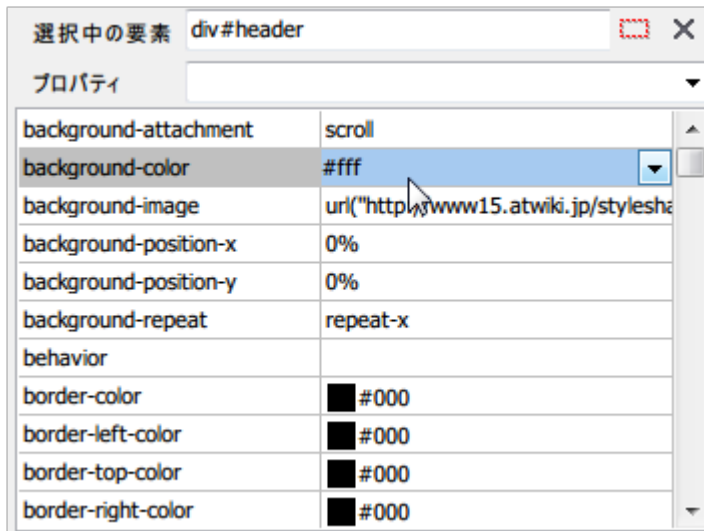 選択中の要素 div#header
プロパティ
background-attachment scroll
background-color #fff
background-image url("http://www15.atwiki.jp/stylesha
background-position-x 0%
background-position-y 0%
background-repeat repeat-x
behavior
border-color #000
border-left-color #000
border-top-color #000
border-right-color #000